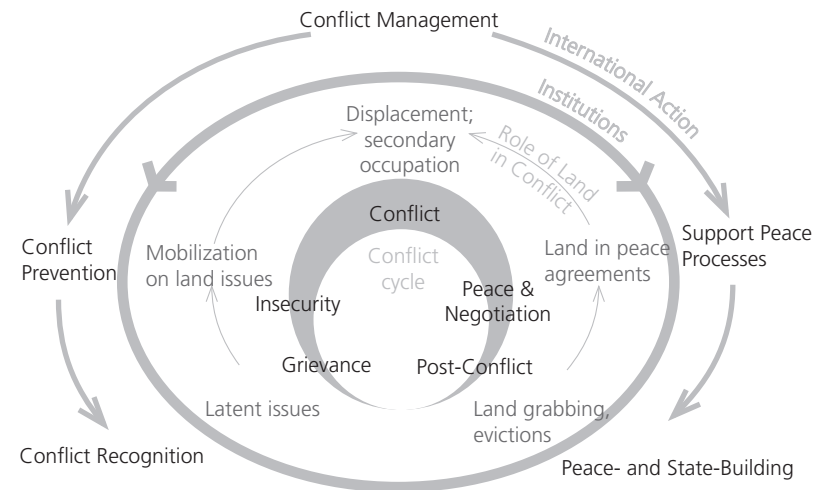 Conflict Management
International Action
Institutions
Displacement;
secondary
occupation
Role of Land
in Conflict
Conflict
Conflict
Prevention
Mobilization
on land issues
Conflict
cycle
Land in peace
agreements
Support Peace
Processes
Insecurity
Peace &
Negotiation
Grievance
Post-Conflict
Latent issues
Land grabbing,
evictions
Conflict Recognition
Peace- and State-Building